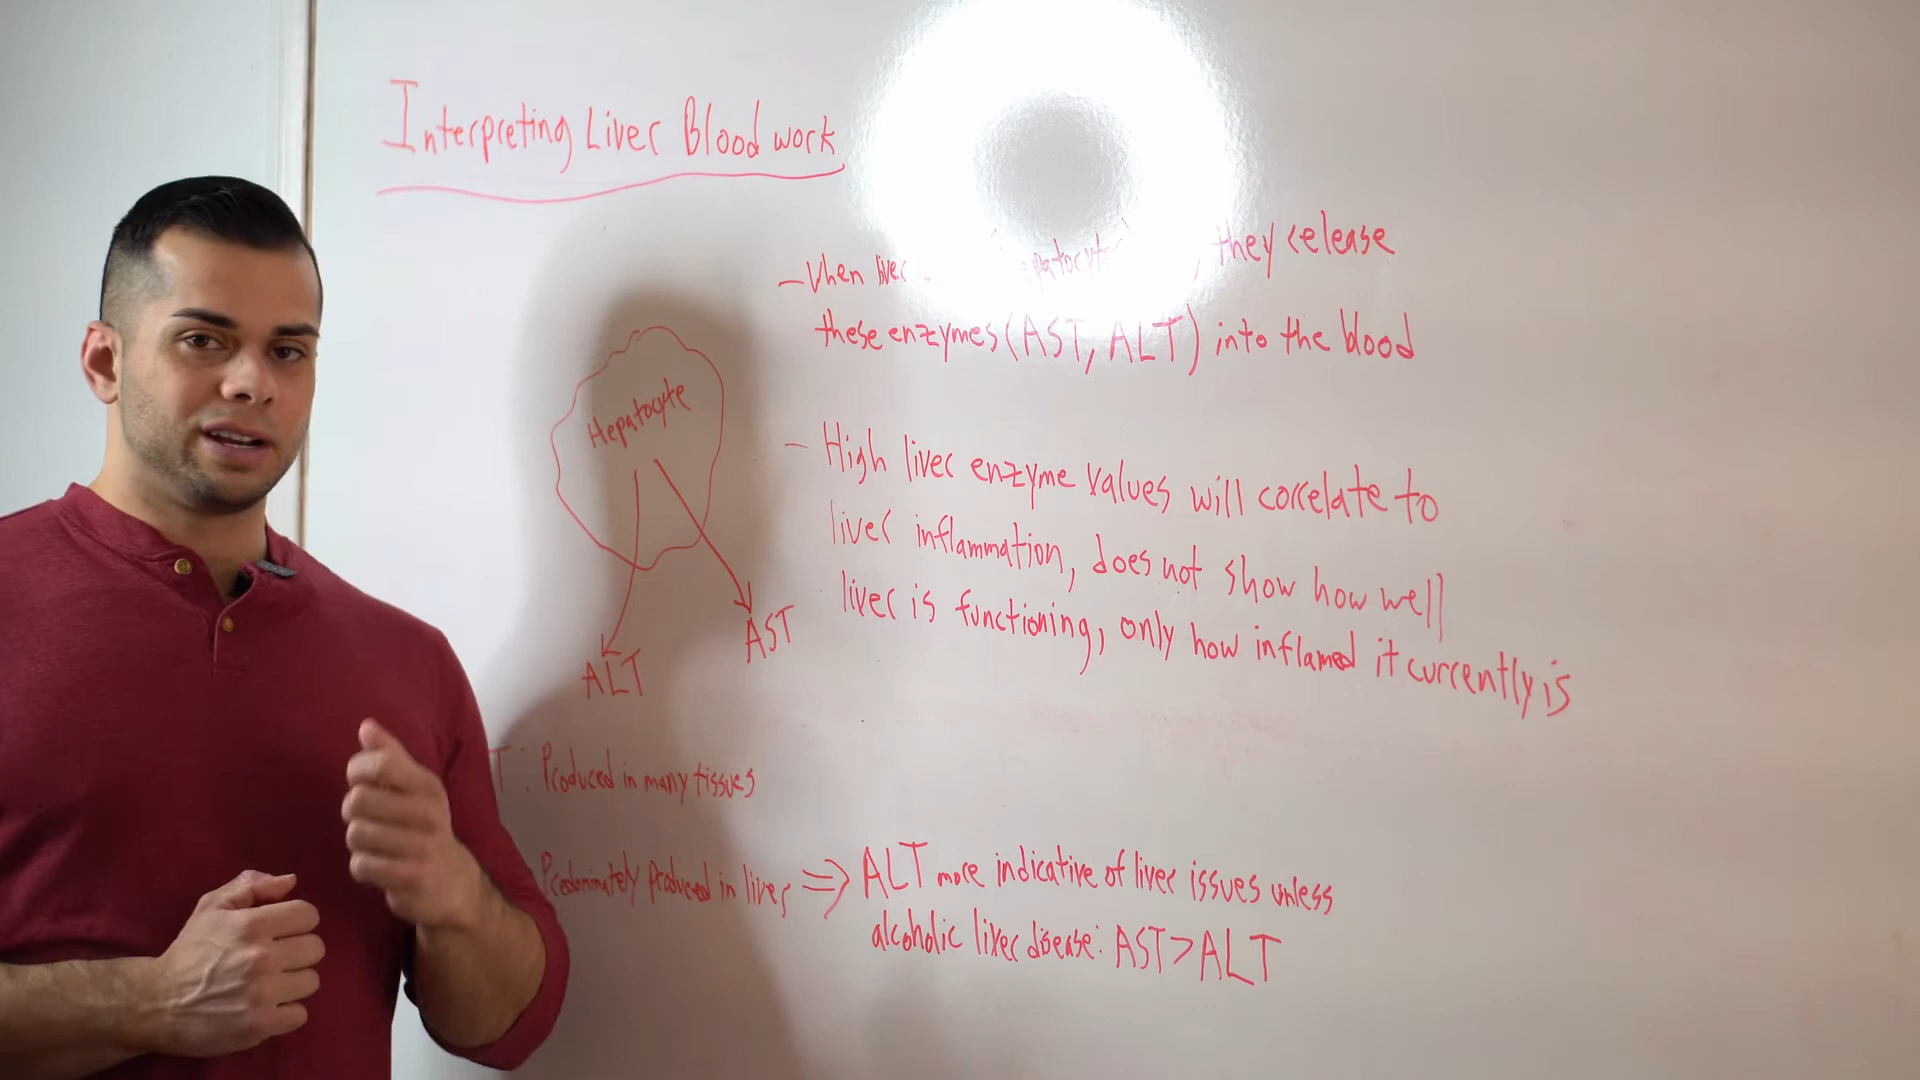 Interpreting Liver Blood work
- When liver they release
these enzymes (AST, ALT) into the blood
Hepatocyte
ALT
AST
- High liver enzyme values will correlate to
liver inflammation, does not show how well
liver is functioning, only how inflamed it currently is
T: Produced in many tissues
Predominately produced in liver => ALT more indicative of liver issues unless
alcoholic liver disease: AST > ALT